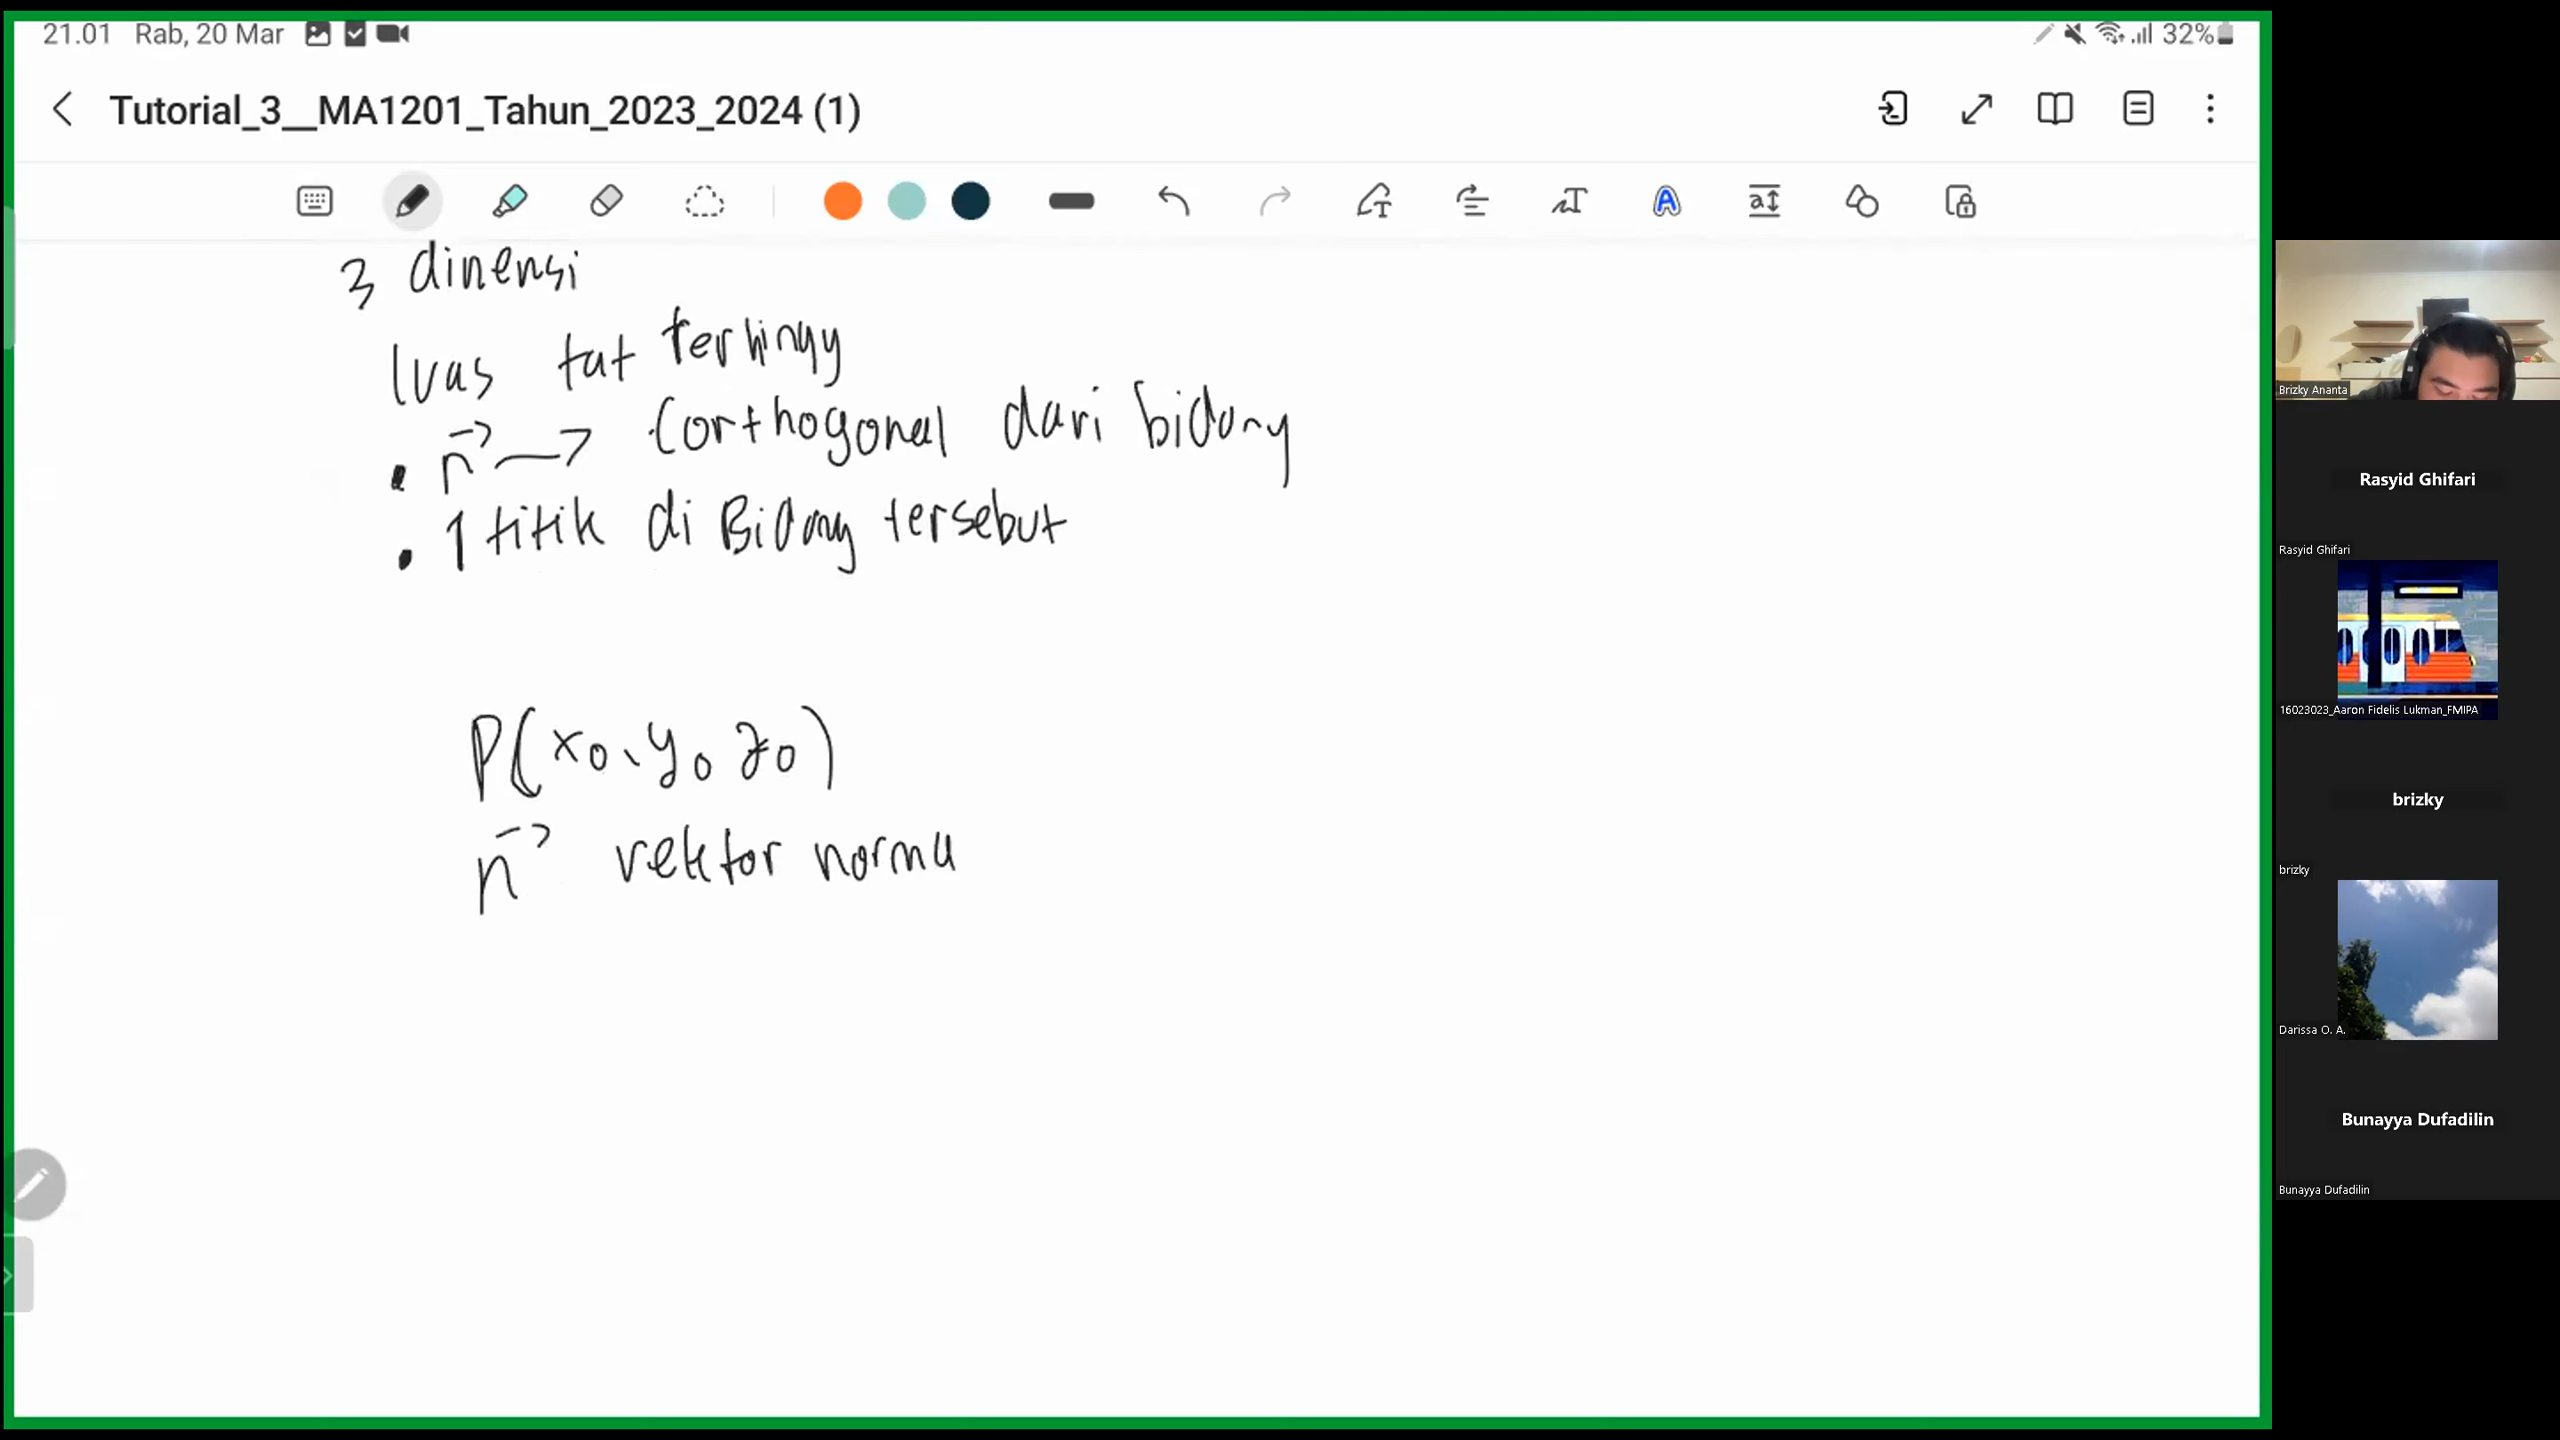 21.01 Rab, 20 Mar 32%
Tutorial_3__MA1201_Tahun_2023_2024 (1)
3 dinensi
luas tat terhingg
n → (orthogonal dari bidang
1 titik di Bidang tersebut
P(x0, y0 z0)
n vektor norma
Brizky Ananta
Rasyid Ghifari
Rasyid Ghifari
16023023_Aaron Fidelis Lukman_FMIPA
brizky
brizky
Darissa O. A.
Bunayya Dufadilin
Bunayya Dufadilin